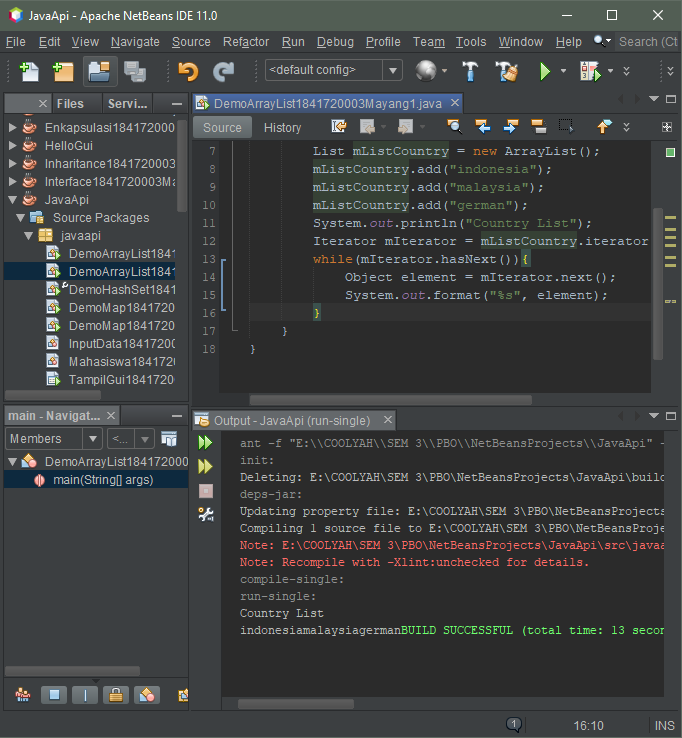 JavaApi - Apache NetBeans IDE 11.0
File Edit View Navigate Source Refactor Run Debug Profile Team Tools Window Help Search (Ct
<default config>
Files Servi...
DemoArrayList1841720003Mayang1.java
Source History
Enkapsulasi1841720003
HelloGui
Inharitance1841720003
Interface1841720003Ma
JavaApi
Source Packages
javaapi
DemoArrayList1841
DemoArrayList1841
DemoHashSet1841
DemoMap18417200
DemoMap18417200
InputData1841720
Mahasiswa184172
TampilGui1841720
7 List mListCountry = new ArrayList();
8 mListCountry.add("indonesia");
9 mListCountry.add("malaysia");
10 mListCountry.add("german");
11 System.out.println("Country List");
12 Iterator mIterator = mListCountry.iterator
13 while(mIterator.hasNext()){
14 Object element = mIterator.next();
15 System.out.format("%s", element);
16 }
17 }
18 }
main - Navigat...
Members <...
DemoArrayList184172000
main(String[] args)
Output - JavaApi (run-single)
ant -f "E:\\COOLYAH\\SEM 3\\PBO\\NetBeansProjects\\JavaApi" -
init:
Deleting: E:\COOLYAH\SEM 3\PBO\NetBeansProjects\JavaApi\build
deps-jar:
Updating property file: E:\COOLYAH\SEM 3\PBO\NetBeansProjects
Compiling 1 source file to E:\COOLYAH\SEM 3\PBO\NetBeansProje
Note: E:\COOLYAH\SEM 3\PBO\NetBeansProjects\JavaApi\src\javaa
Note: Recompile with -Xlint:unchecked for details.
compile-single:
run-single:
Country List
indonesiamalaysiagermanBUILD SUCCESSFUL (total time: 13 secon
1 16:10 INS